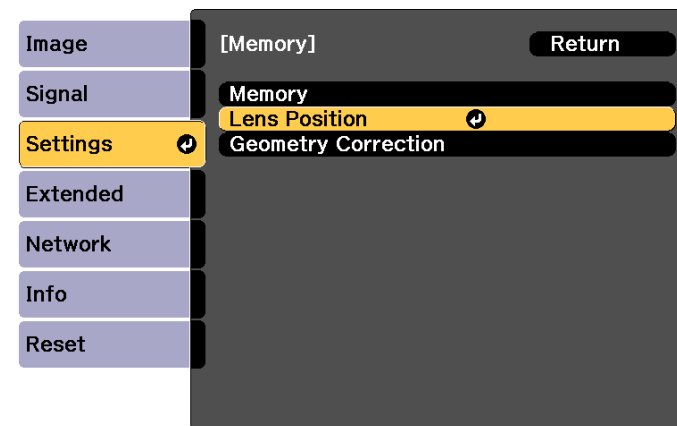 Image
Signal
Settings
Extended
Network
Info
Reset
[Memory]
Return
Memory
Lens Position
Geometry Correction